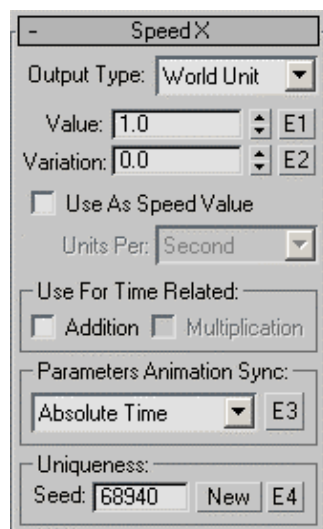 - Speed X
Output Type: World Unit
Value: 1.0 E1
Variation: 0.0 E2
Use As Speed Value
Units Per: Second
Use For Time Related:
Addition Multiplication
Parameters Animation Sync:
Absolute Time E3
Uniqueness:
Seed: 68940 New E4